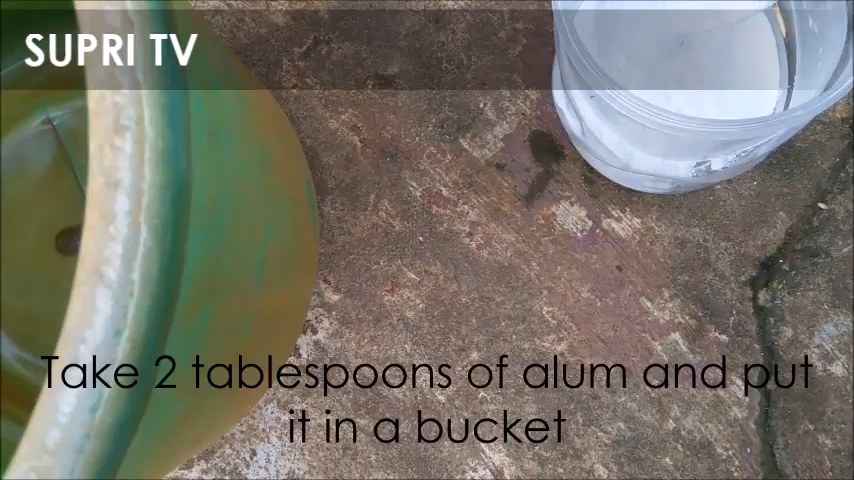 SUPRI TV
Take 2 tablespoons of alum and put
it in a bucket